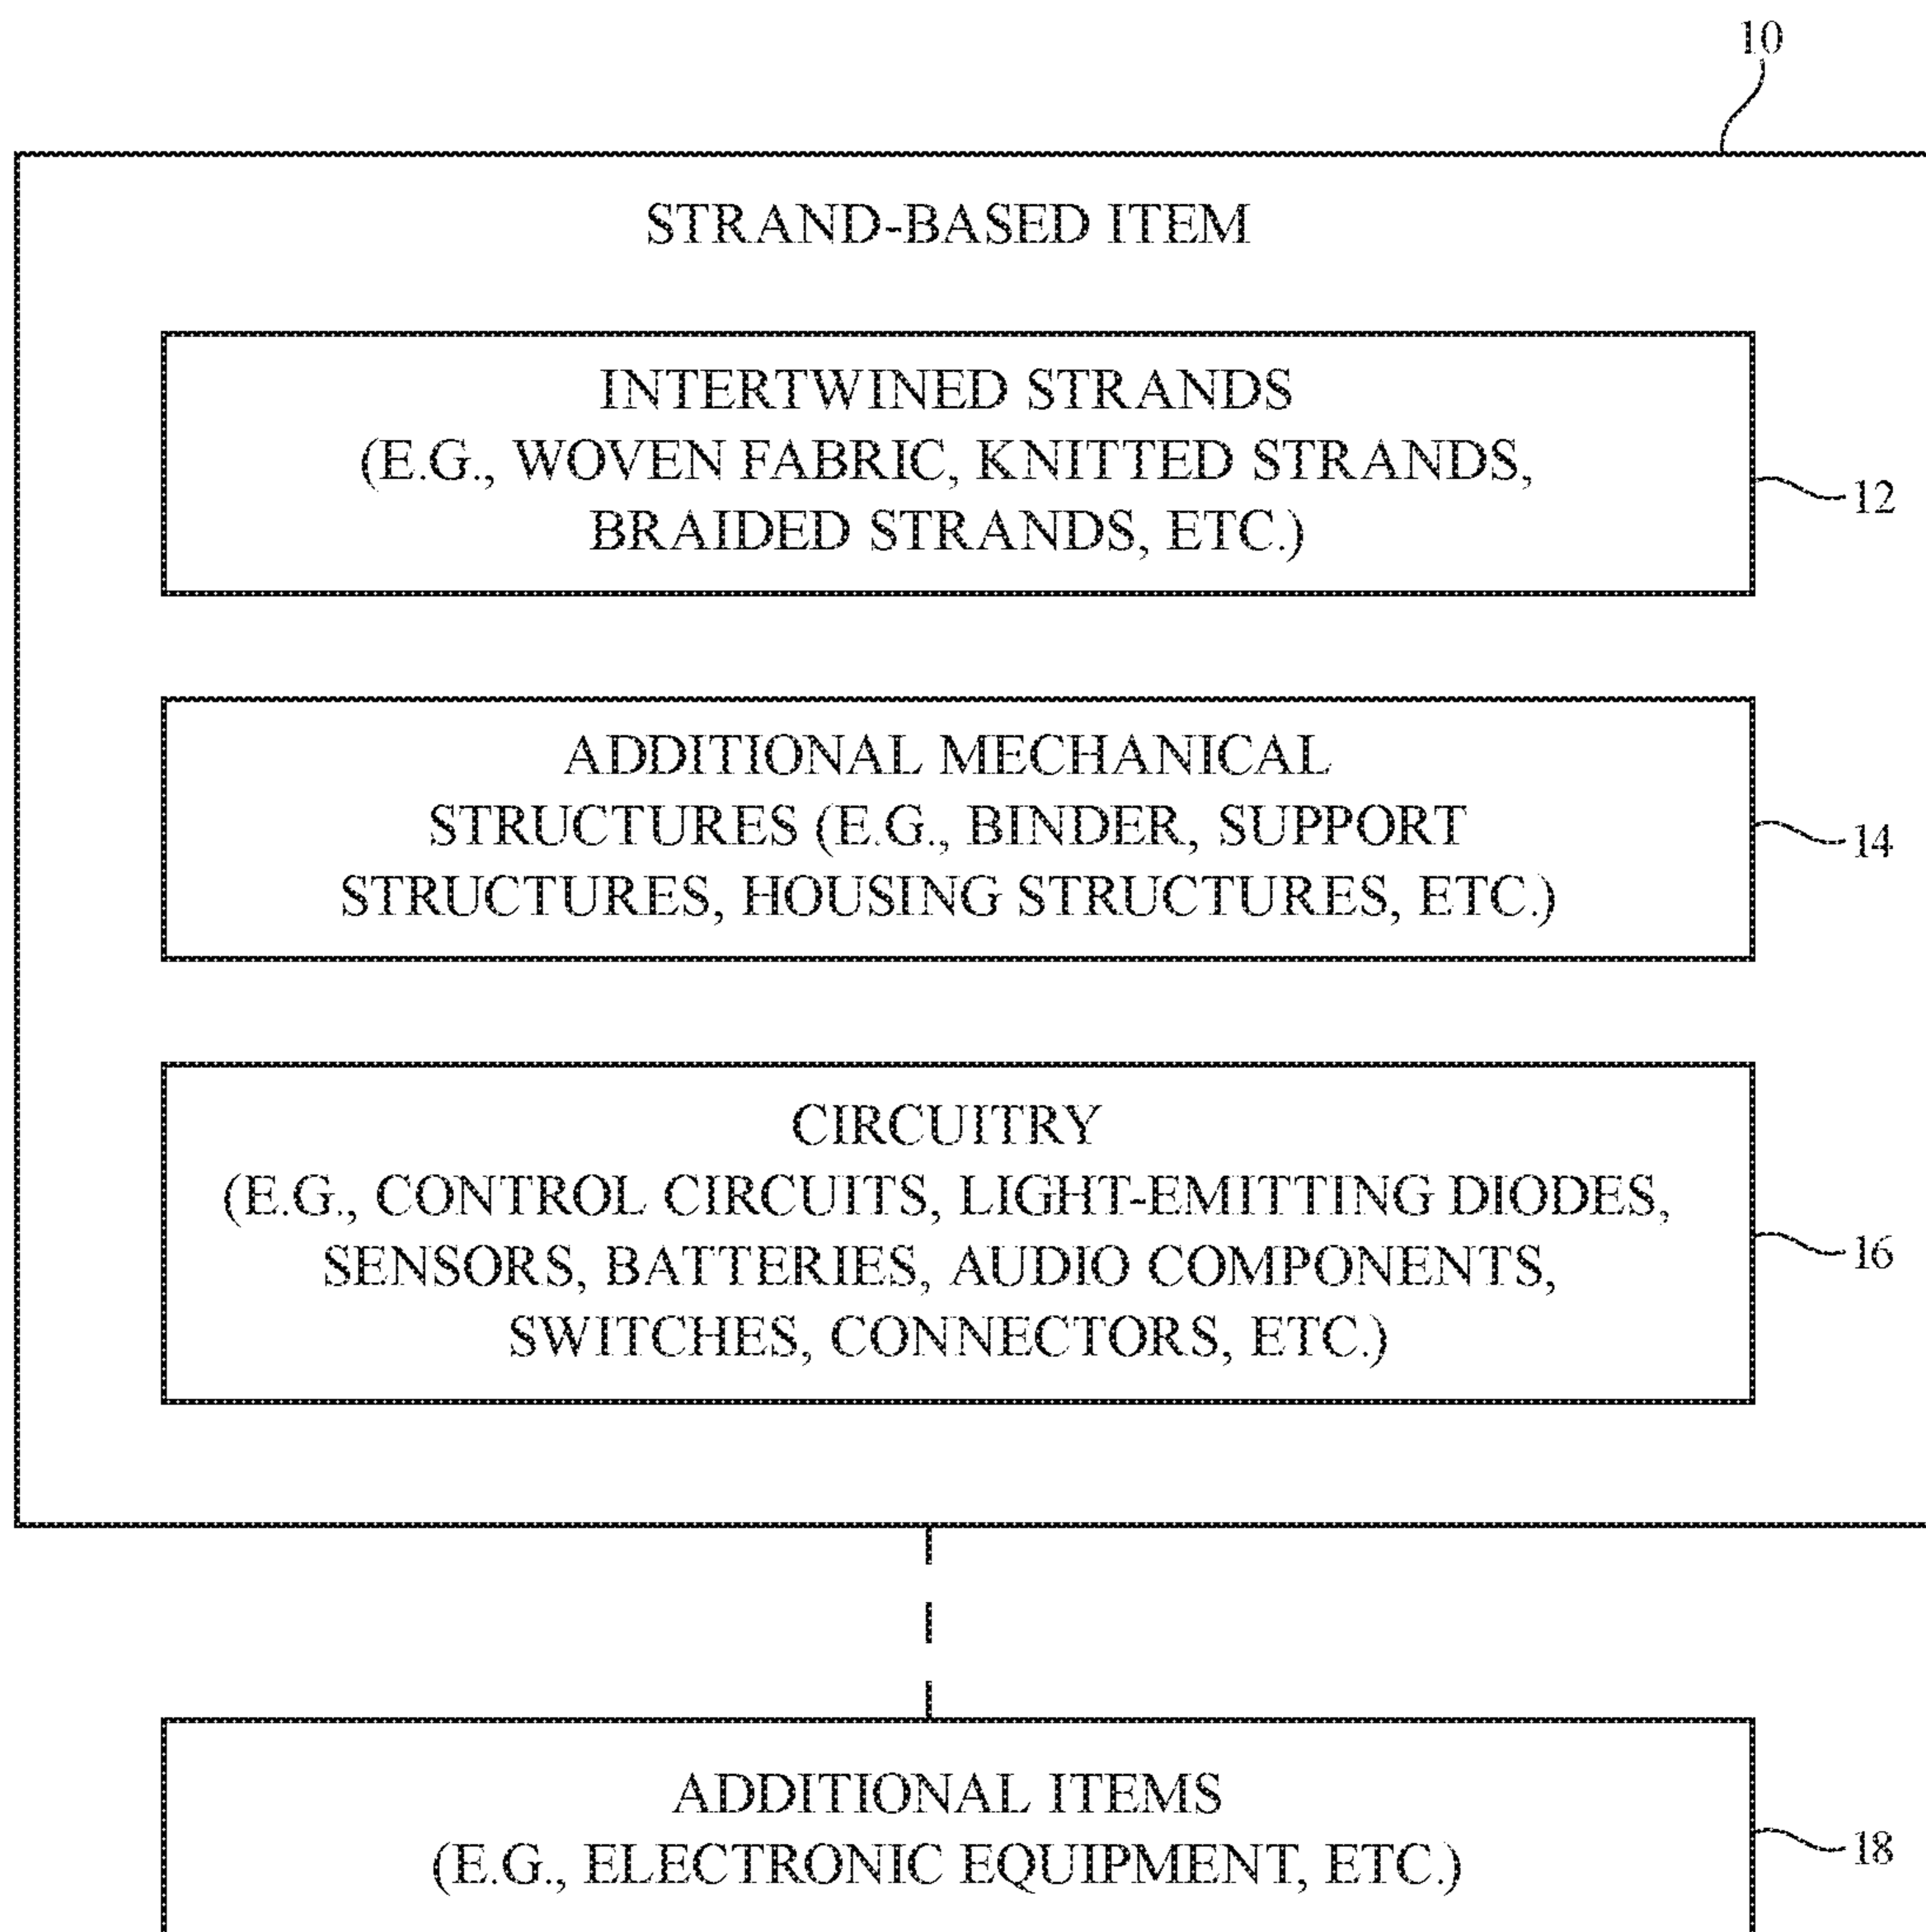 10
STRAND-BASED ITEM
INTERTWINED STRANDS
(E.G., WOVEN FABRIC, KNITTED STRANDS,
BRAIDED STRANDS, ETC.)
12
ADDITIONAL MECHANICAL
STRUCTURES (E.G., BINDER, SUPPORT
STRUCTURES, HOUSING STRUCTURES, ETC.)
14
CIRCUITRY
(E.G., CONTROL CIRCUITS, LIGHT-EMITTING DIODES,
SENSORS, BATTERIES, AUDIO COMPONENTS,
SWITCHES, CONNECTORS, ETC.)
16
ADDITIONAL ITEMS
(E.G., ELECTRONIC EQUIPMENT, ETC.)
18